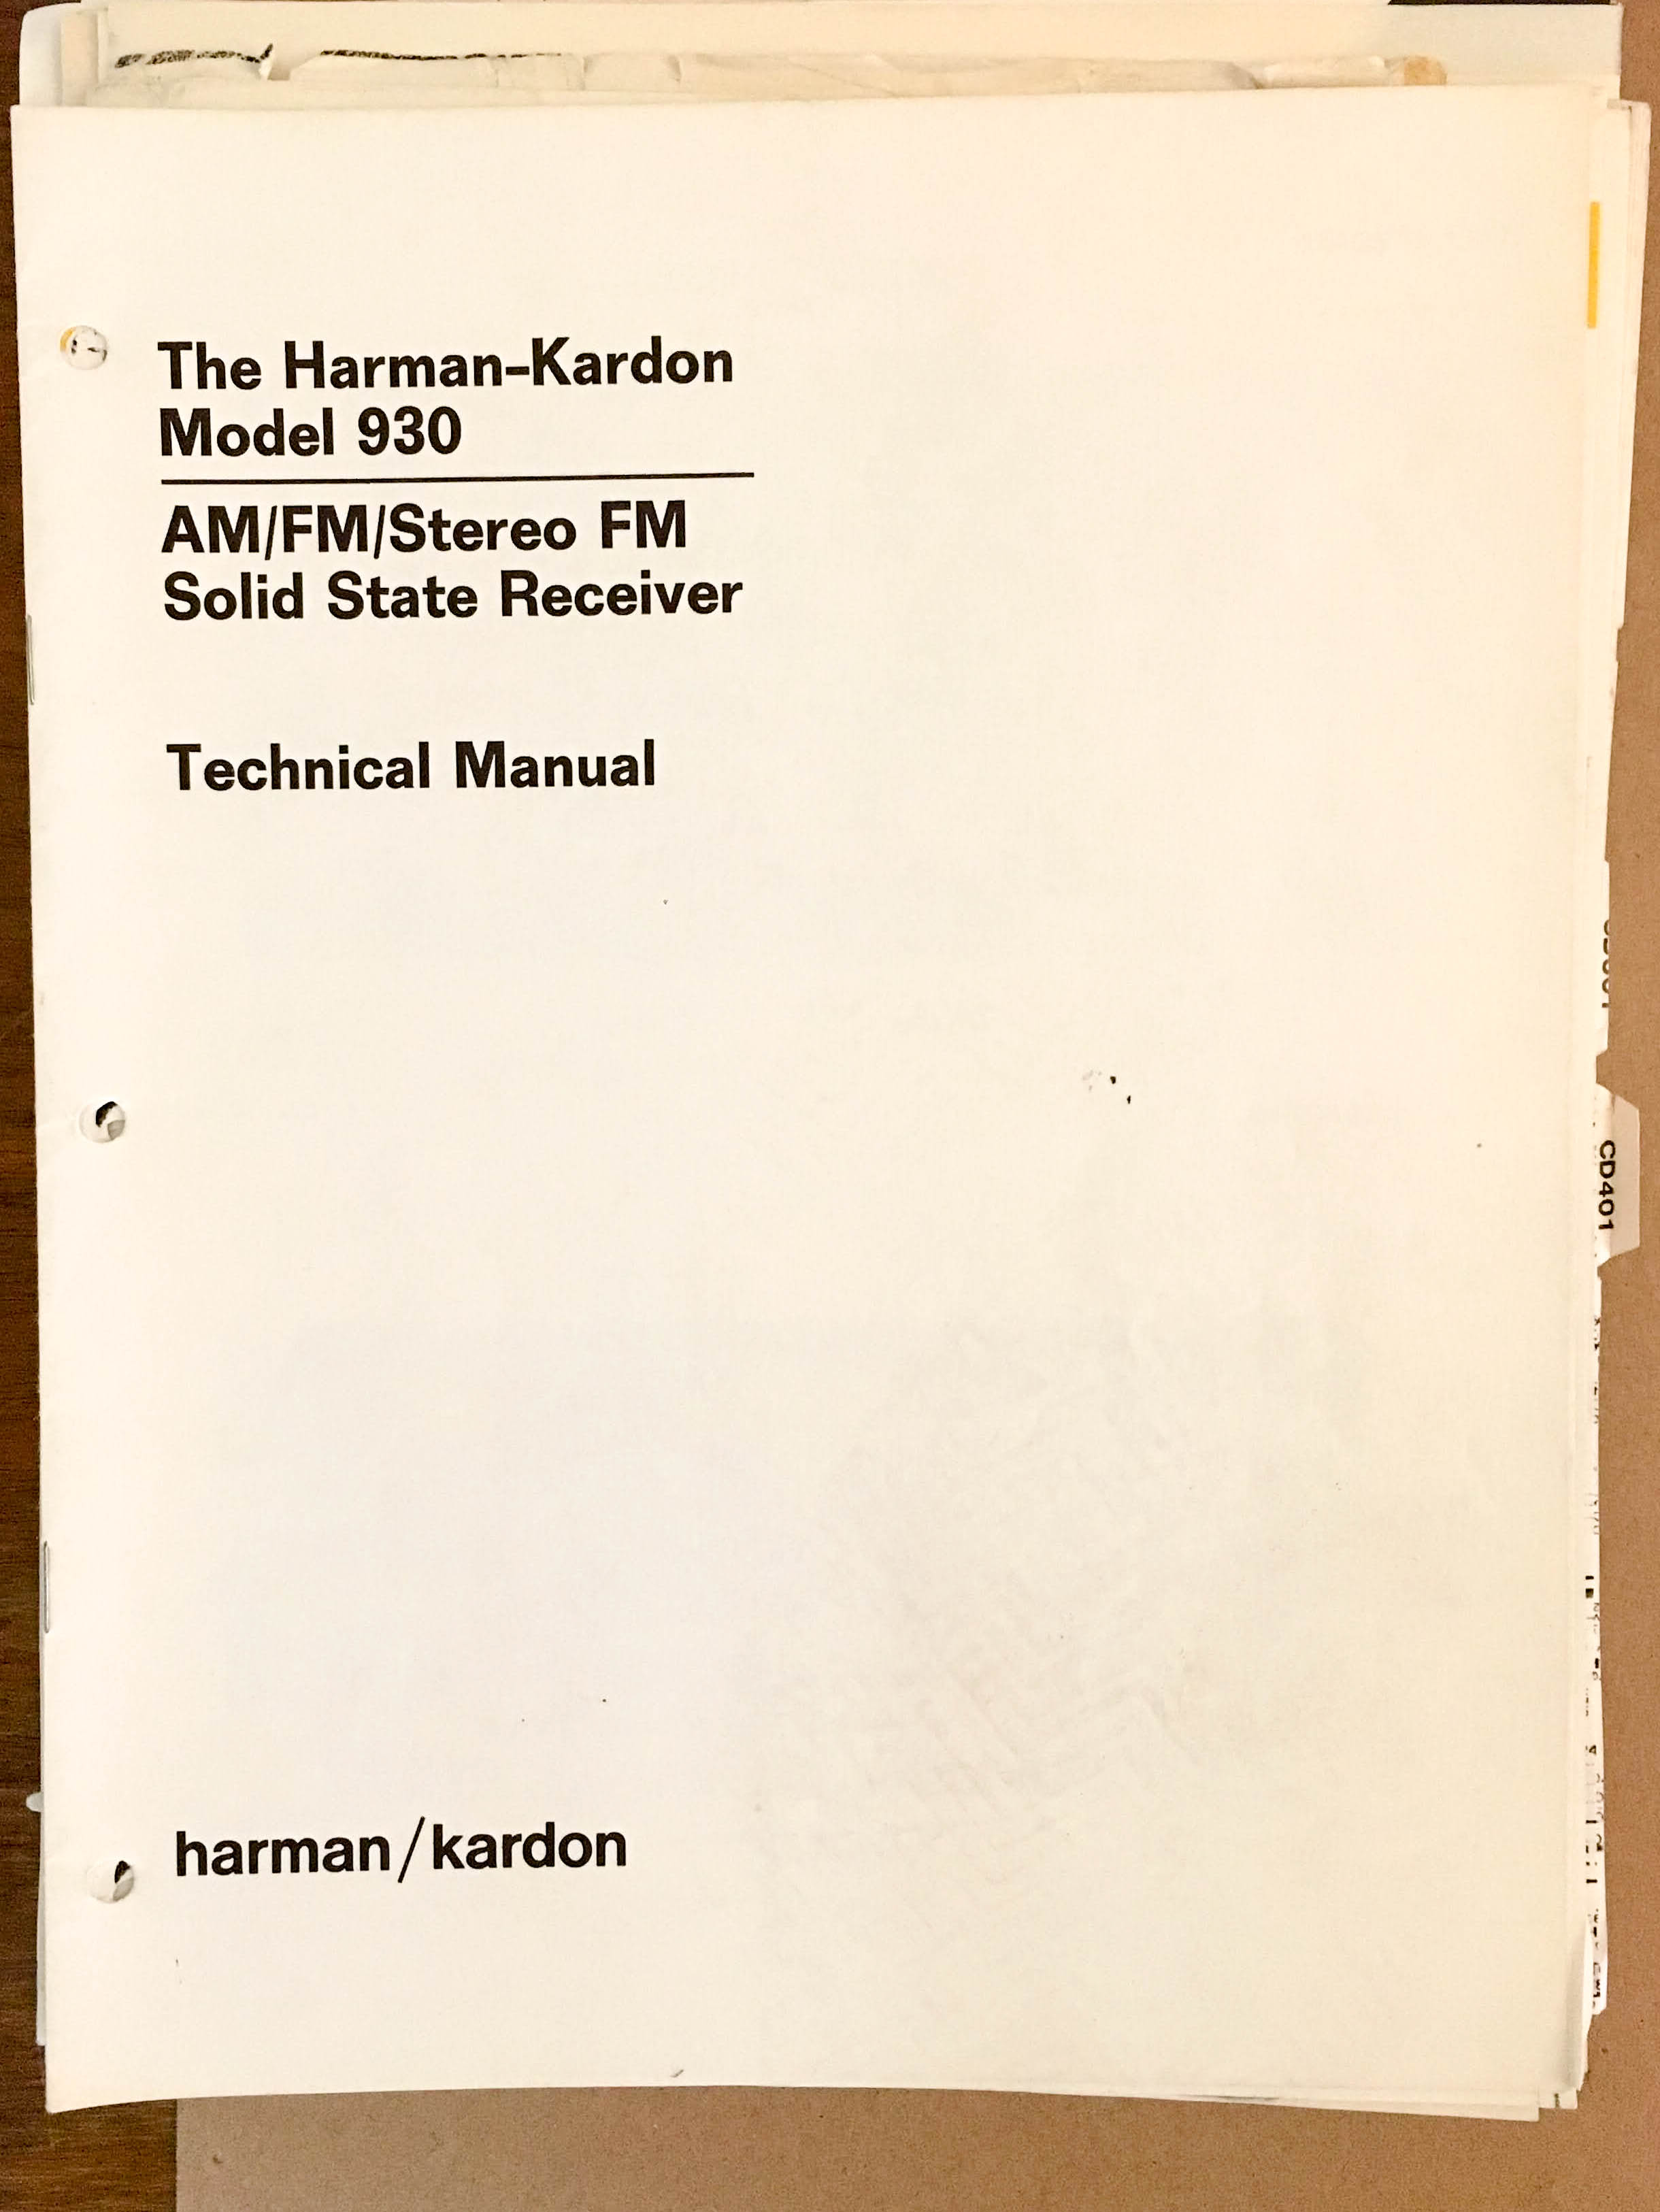 The Harman-Kardon
Model 930
AM/FM/Stereo FM
Solid State Receiver
Technical Manual
CD401
harman/kardon